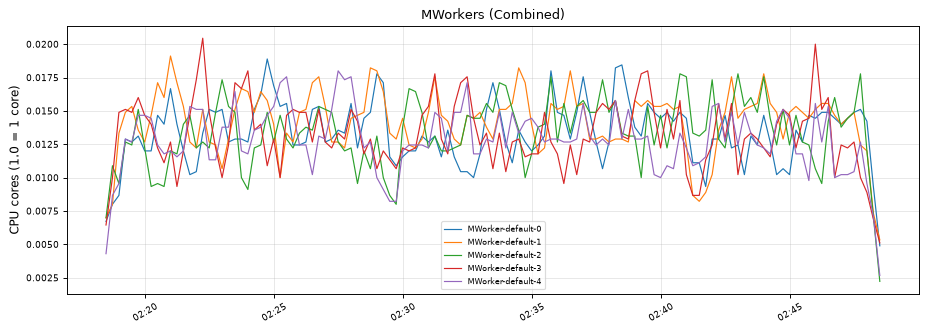 MWorkers (Combined)
CPU cores (1.0 = 1 core)
0.0200
0.0175
0.0150
0.0125
0.0100
0.0075
0.0050
0.0025
MWorker-default-0
MWorker-default-1
MWorker-default-2
MWorker-default-3
MWorker-default-4
02:20
02:25
02:30
02:35
02:40
02:45